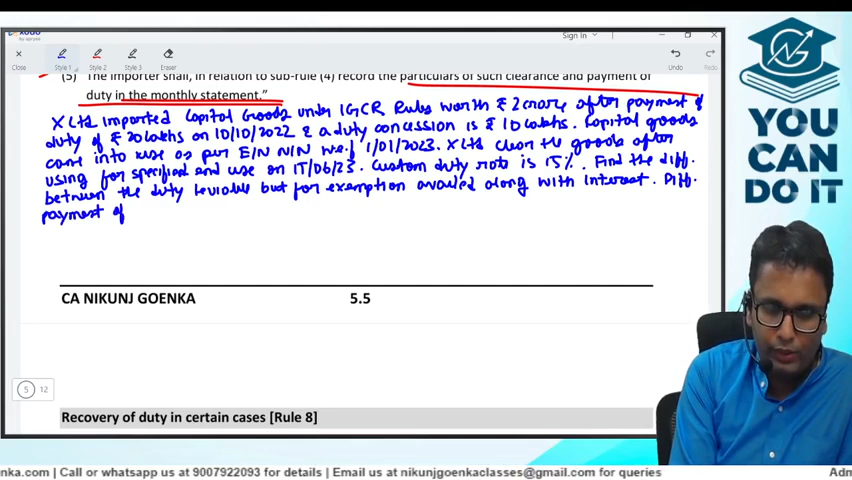 by apryse
Sign In
Close
Style 1
Style 2
Style 3
Eraser
Undo
Redo
(5) The importer shall, in relation to sub-rule (4) record the particulars of such clearance and payment of
duty in the monthly statement."
X Ltd imported Capital Goods under IGCR Rules worth ₹ 2 crore after payment of
duty of ₹ 20 lakhs on 10/10/2022 & a duty concession is ₹ 10 lakhs. Capital goods
came into use as per E/N N/N w.e.f 1/01/2023. X Ltd clear the goods after
using for specified end use on 15/06/23. Custom duty rate is 15%. Find the diff.
between the duty leviable but for exemption availed along with interest. Diff.
payment of
CA NIKUNJ GOENKA 5.5
5 12
Recovery of duty in certain cases [Rule 8]
NG
YOU
CAN
DO IT
nka.com | Call or whatsapp us at 9007922093 for details | Email us at nikunjgoenkaclasses@gmail.com for queries
Adm